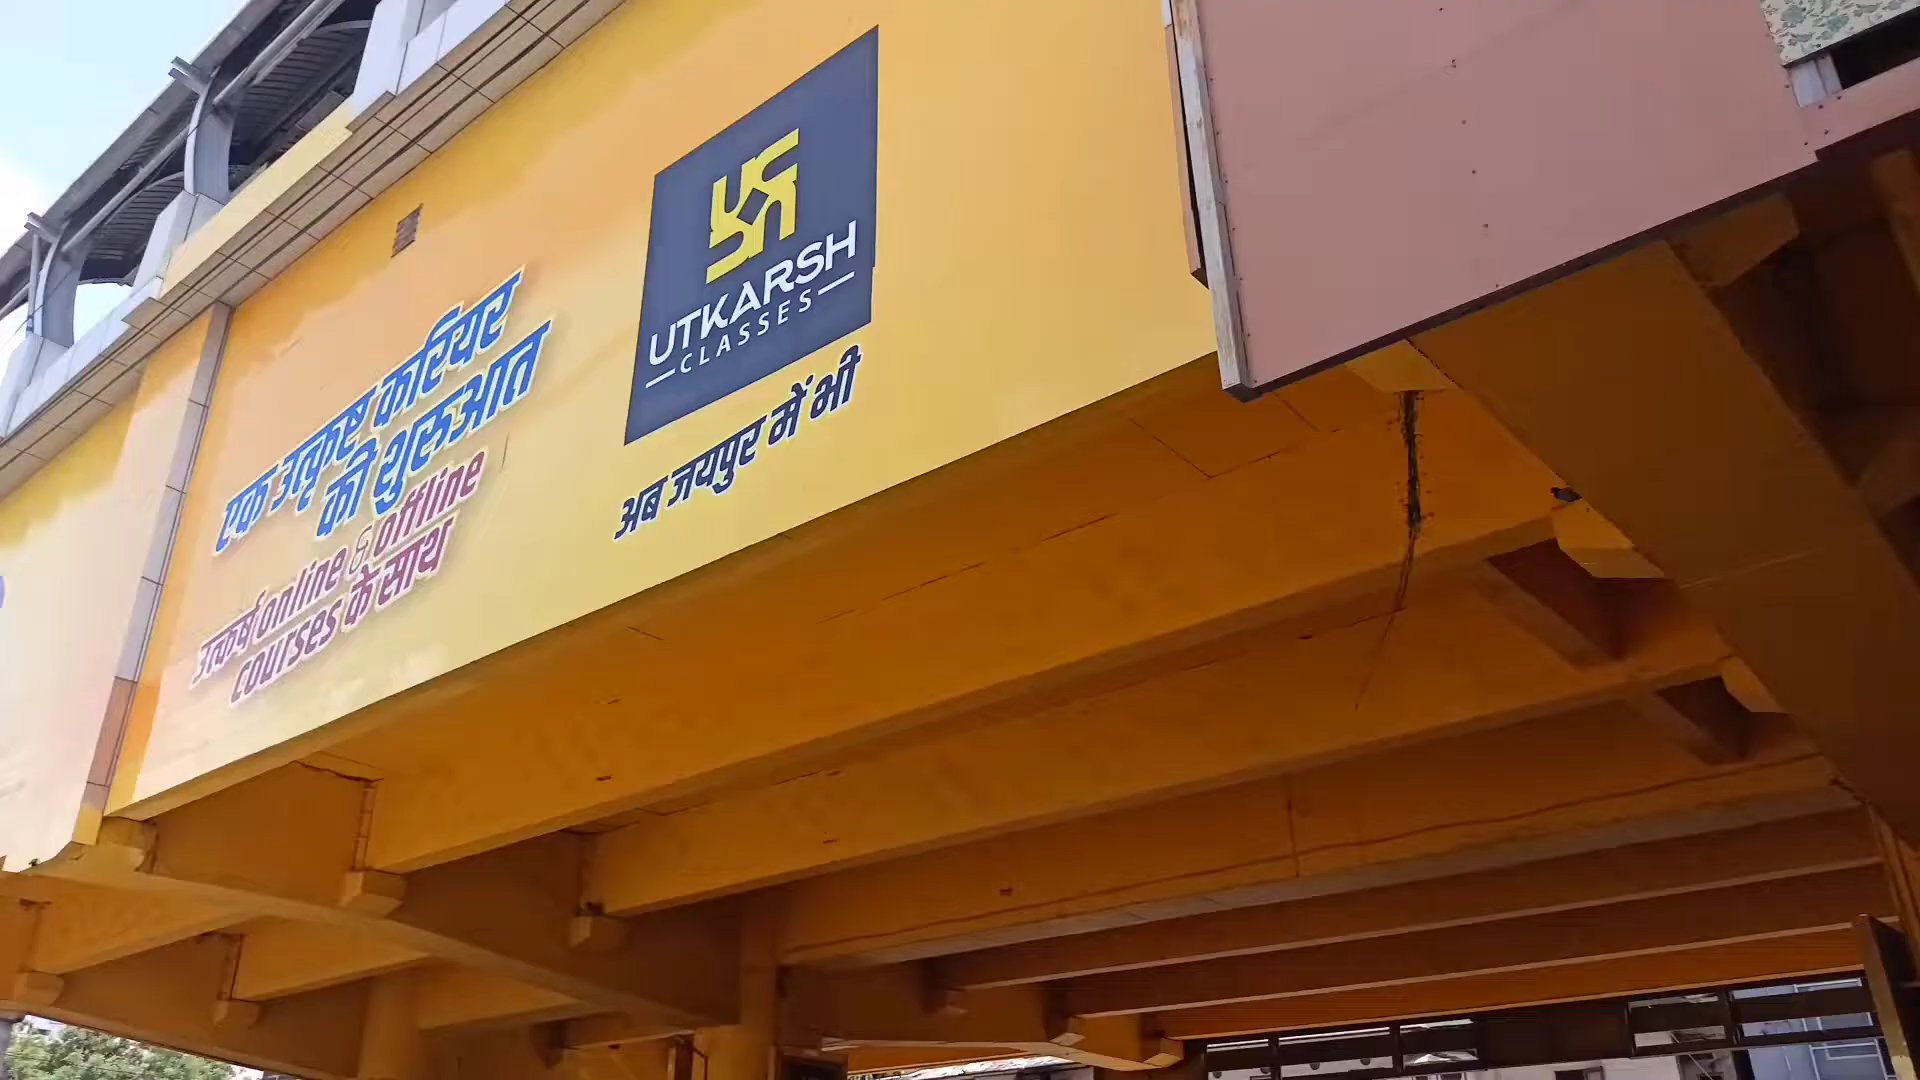 एक उत्कृष्ट करियर
की शुरुआत
उत्कर्ष online & offline
courses के साथ
UTKARSH
CLASSES
अब जयपुर में भी